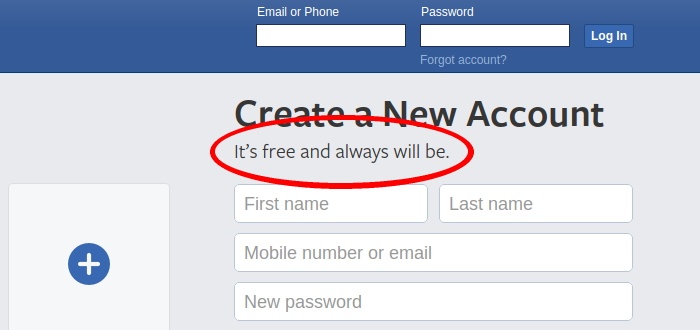 Email or Phone
Password
Log In
Forgot account?
Create a New Account
It's free and always will be.
First name
Last name
Mobile number or email
New password